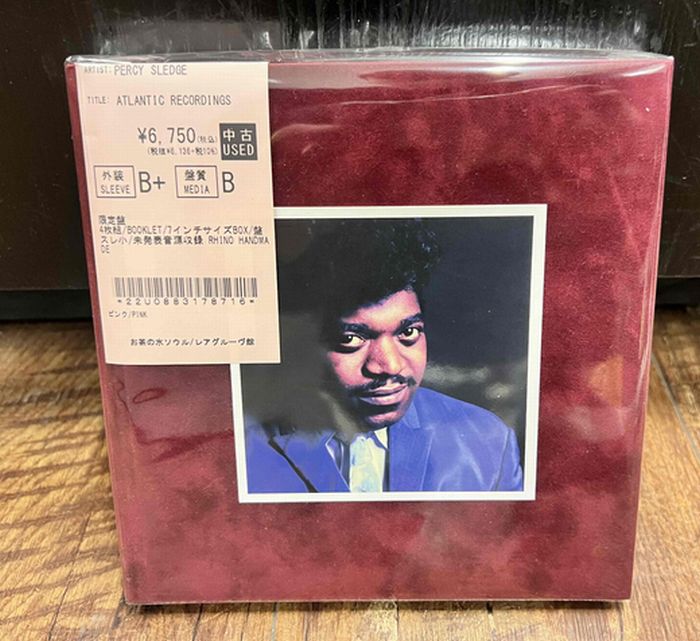 ARTIST: PERCY SLEDGE
TITLE: ATLANTIC RECORDINGS
¥6,750(税込)
(税抜¥6,136+税10%)
中古
USED
外装
SLEEVE
B+
盤質
MEDIA
B
限定盤
4枚組/BOOKLET/7インチサイズBOX/盤
スレ小/未発表音源収録 RHINO HANDMA
DE
*22U0883178716*
ピンク/PINK
お茶の水ソウル/レアグルーヴ館